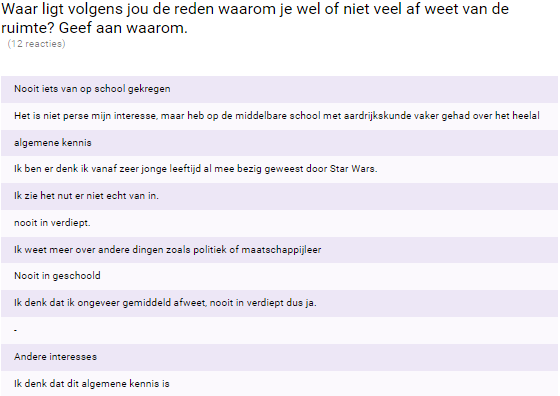 Waar ligt volgens jou de reden waarom je wel of niet veel af weet van de
ruimte? Geef aan waarom.
(12 reacties)
Nooit iets van op school gekregen
Het is niet perse mijn interesse, maar heb op de middelbare school met aardrijkskunde vaker gehad over het heelal
algemene kennis
Ik ben er denk ik vanaf zeer jonge leeftijd al mee bezig geweest door Star Wars.
Ik zie het nut er niet echt van in.
nooit in verdiept.
Ik weet meer over andere dingen zoals politiek of maatschappijleer
Nooit in geschoold
Ik denk dat ik ongeveer gemiddeld afweet, nooit in verdiept dus ja.
-
Andere interesses
Ik denk dat dit algemene kennis is